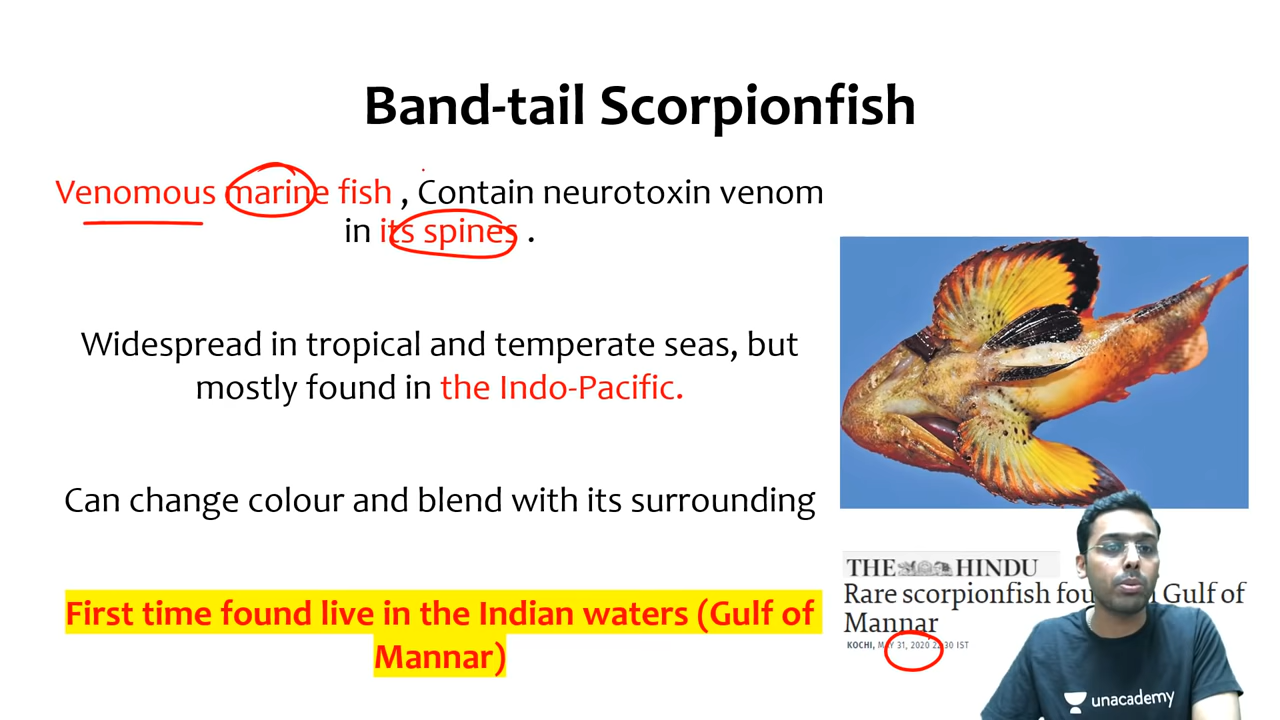 Band-tail Scorpionfish
Venomous marine fish , Contain neurotoxin venom
in its spines .
Widespread in tropical and temperate seas, but
mostly found in the Indo-Pacific.
Can change colour and blend with its surrounding
First time found live in the Indian waters (Gulf of
Mannar)
THE HINDU
Rare scorpionfish Gulf of
Mannar
KOCHI, MAY 31, 2020 IST
unacademy